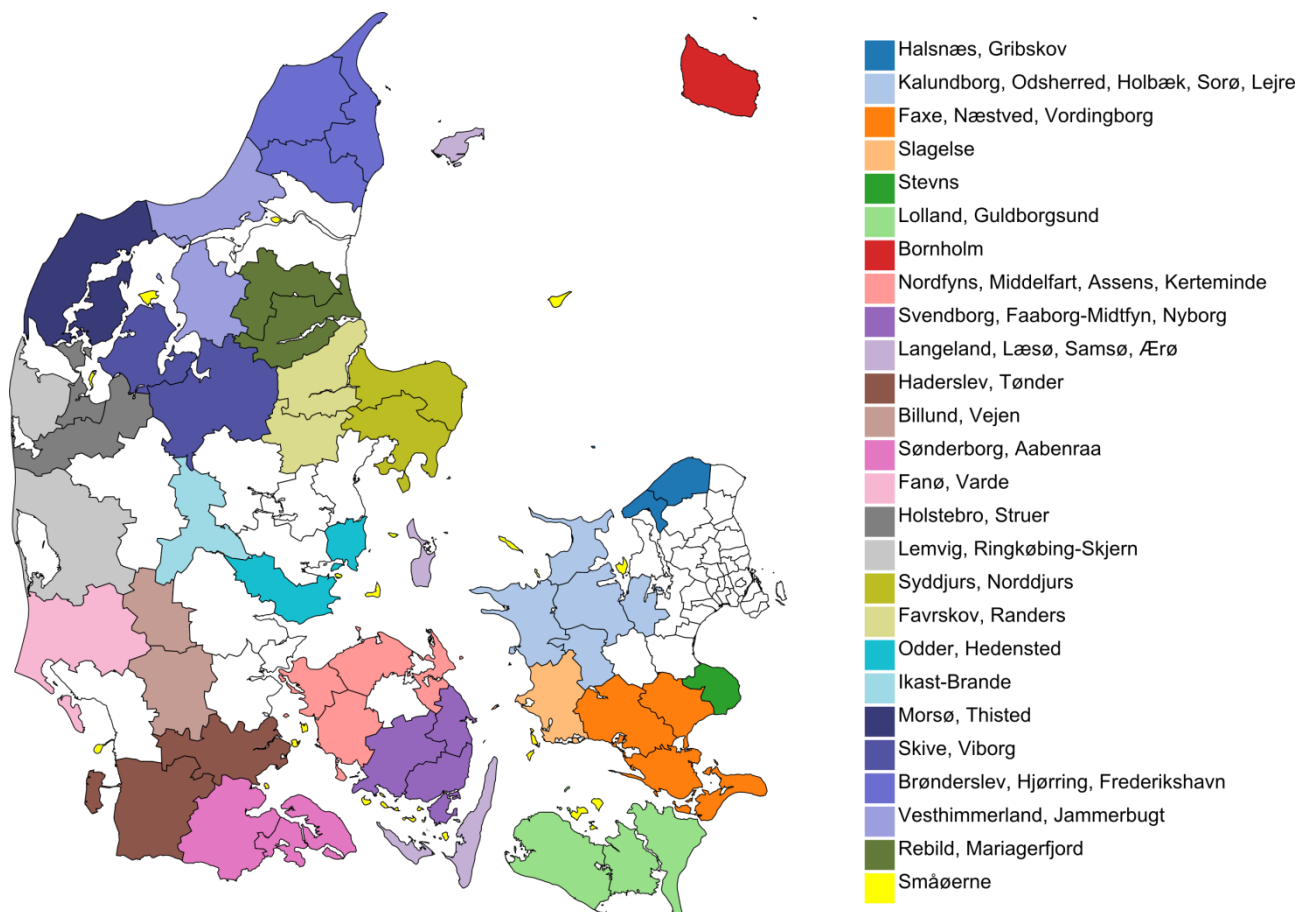 Halsnæs, Gribskov
Kalundborg, Odsherred, Holbæk, Sorø, Lejre
Faxe, Næstved, Vordingborg
Slagelse
Stevns
Lolland, Guldborgsund
Bornholm
Nordfyns, Middelfart, Assens, Kerteminde
Svendborg, Faaborg-Midtfyn, Nyborg
Langeland, Læsø, Samsø, Ærø
Haderslev, Tønder
Billund, Vejen
Sønderborg, Aabenraa
Fanø, Varde
Holstebro, Struer
Lemvig, Ringkøbing-Skjern
Syddjurs, Norddjurs
Favrskov, Randers
Odder, Hedensted
Ikast-Brande
Morsø, Thisted
Skive, Viborg
Brønderslev, Hjørring, Frederikshavn
Vesthimmerland, Jammerbugt
Rebild, Mariagerfjord
Småøerne